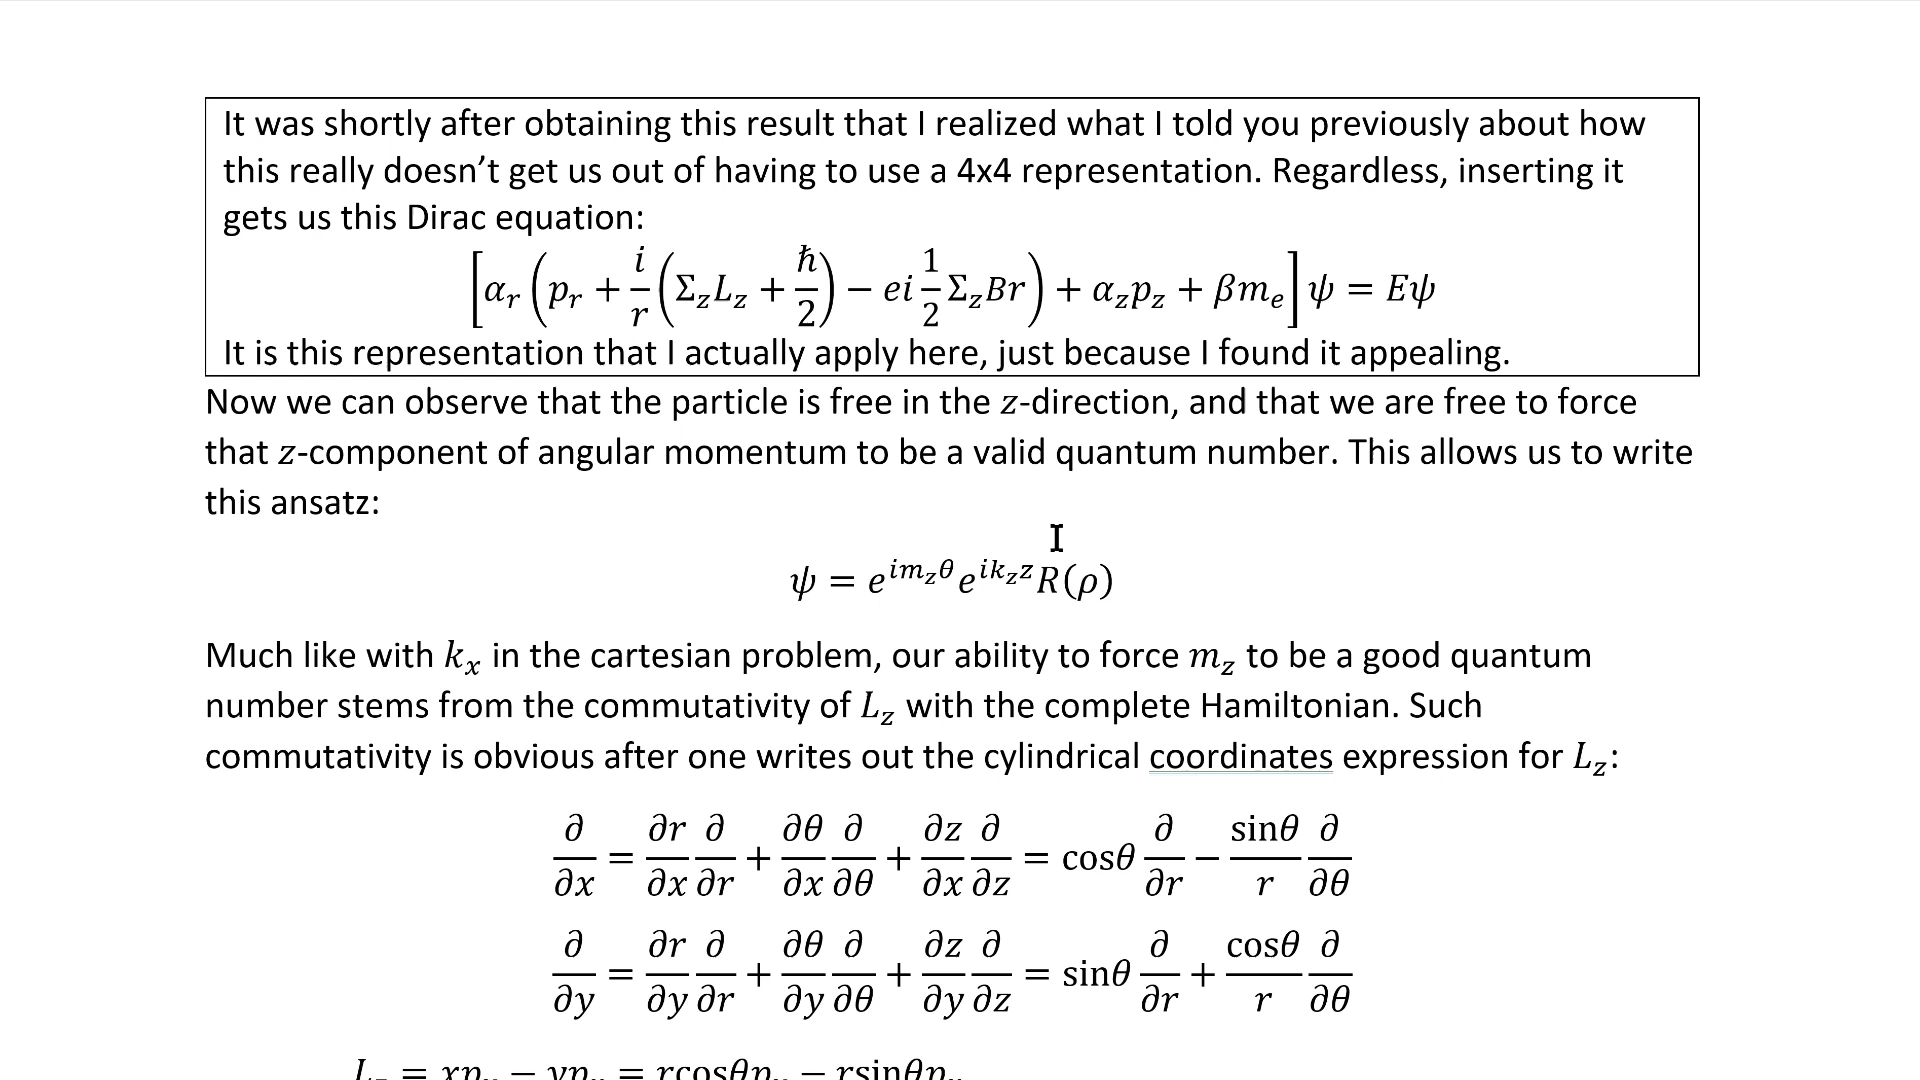 It was shortly after obtaining this result that I realized what I told you previously about how
this really doesn’t get us out of having to use a 4x4 representation. Regardless, inserting it
gets us this Dirac equation:
[α_r (p_r + i/r (Σ_z L_z + ħ/2) − ei 1/2 Σ_z Br) + α_z p_z + βm_e] ψ = Eψ
It is this representation that I actually apply here, just because I found it appealing.
Now we can observe that the particle is free in the z-direction, and that we are free to force
that z-component of angular momentum to be a valid quantum number. This allows us to write
this ansatz:
ψ = e^{im_zθ} e^{ik_zz} R(ρ)
Much like with k_x in the cartesian problem, our ability to force m_z to be a good quantum
number stems from the commutativity of L_z with the complete Hamiltonian. Such
commutativity is obvious after one writes out the cylindrical coordinates expression for L_z:
∂/∂x = ∂r/∂x ∂/∂r + ∂θ/∂x ∂/∂θ + ∂z/∂x ∂/∂z = cosθ ∂/∂r − sinθ/r ∂/∂θ
∂/∂y = ∂r/∂y ∂/∂r + ∂θ/∂y ∂/∂θ + ∂z/∂y ∂/∂z = sinθ ∂/∂r + cosθ/r ∂/∂θ